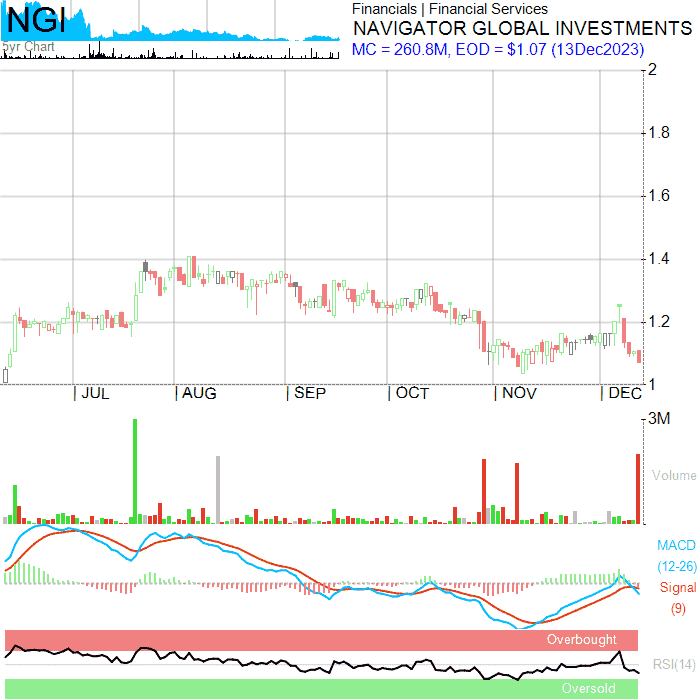 NGI
5yr Chart
Financials | Financial Services
NAVIGATOR GLOBAL INVESTMENTS
MC = 260.8M, EOD = $1.07 (13Dec2023)
2
1.8
1.6
1.4
1.2
1
| JUL | AUG | SEP | OCT | NOV | DEC
3M
Volume
MACD
(12-26)
Signal
(9)
Overbought
RSI(14)
Oversold